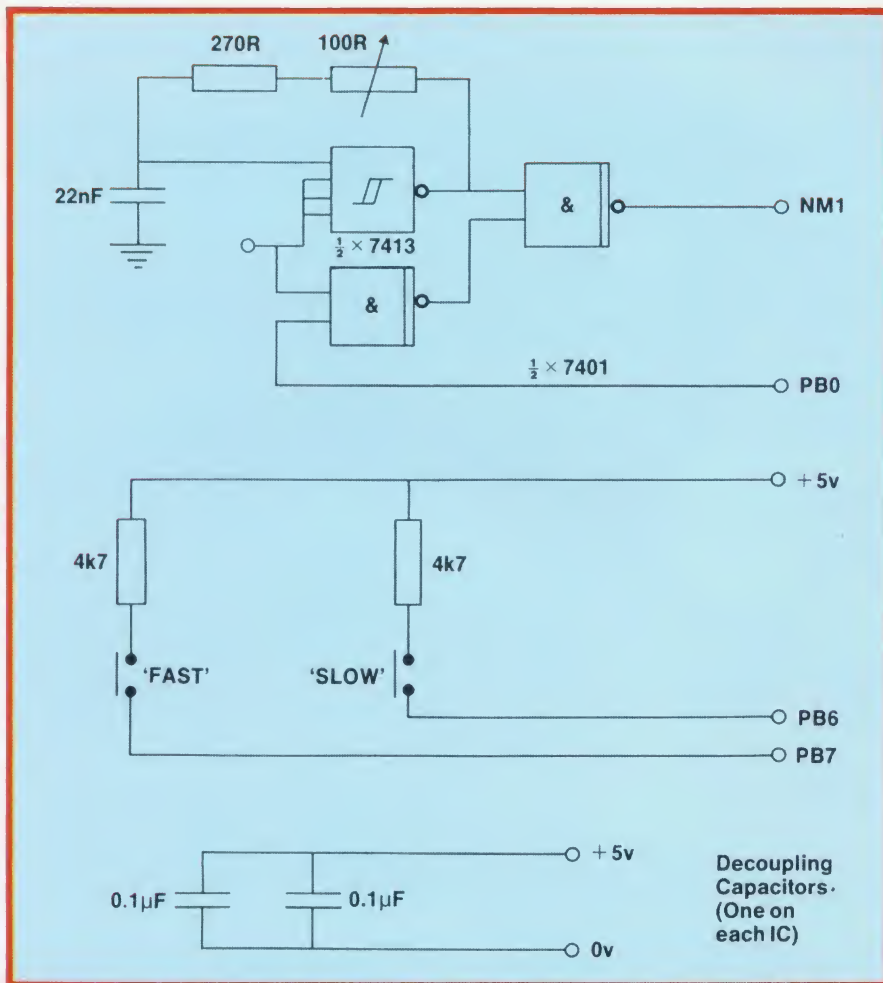 270R
100R
22nF
½ × 7413
&
NM1
&
½ × 7401
PB0
+5v
4k7
4k7
'FAST'
'SLOW'
PB6
PB7
+5v
0.1µF
0.1µF
0v
Decoupling
Capacitors.
(One on
each IC)